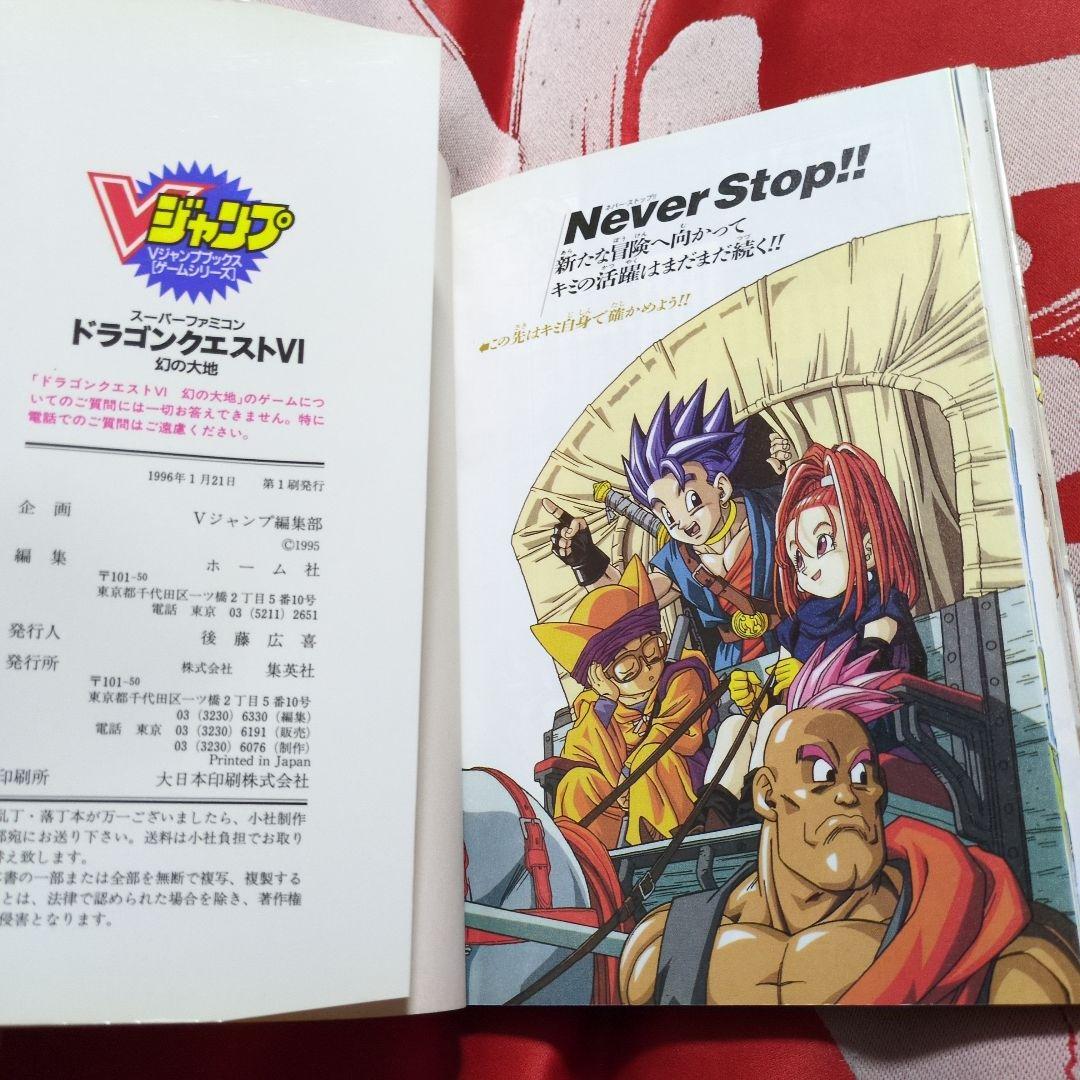 Vジャンプ
Vジャンプブックス
[ゲームシリーズ]
スーパーファミコン
ドラゴンクエストVI
幻の大地
「ドラゴンクエストVI 幻の大地」のゲームにつ
いてのご質問には一切お答えできません。特に
電話でのご質問はご遠慮ください。
1996年1月21日 第1刷発行
企画 Vジャンプ編集部
©1995
編集 ホーム社
〒101-50
東京都千代田区一ツ橋2丁目5番10号
電話 東京 03(5211)2651
発行人 後藤広喜
発行所 株式会社 集英社
〒101-50
東京都千代田区一ツ橋2丁目5番10号
03(3230)6330(編集)
電話 東京 03(3230)6191(販売)
03(3230)6076(制作)
Printed in Japan
印刷所 大日本印刷株式会社
乱丁・落丁本が万一ございましたら、小社制作
部宛にお送り下さい。送料は小社負担でお取り
替え致します。
書の一部または全部を無断で複写、複製する
とは、法律で認められた場合を除き、著作権
侵害となります。
Never Stop!!
ネバー・ストップ!!
新たな冒険へ向かって
キミの活躍はまだまだ続く!!
この先はキミ自身で確かめよう!!